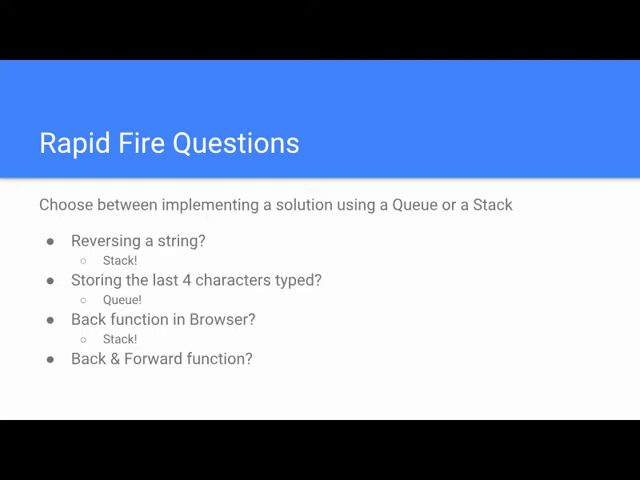 Rapid Fire Questions
Choose between implementing a solution using a Queue or a Stack
● Reversing a string?
○ Stack!
● Storing the last 4 characters typed?
○ Queue!
● Back function in Browser?
○ Stack!
● Back & Forward function?